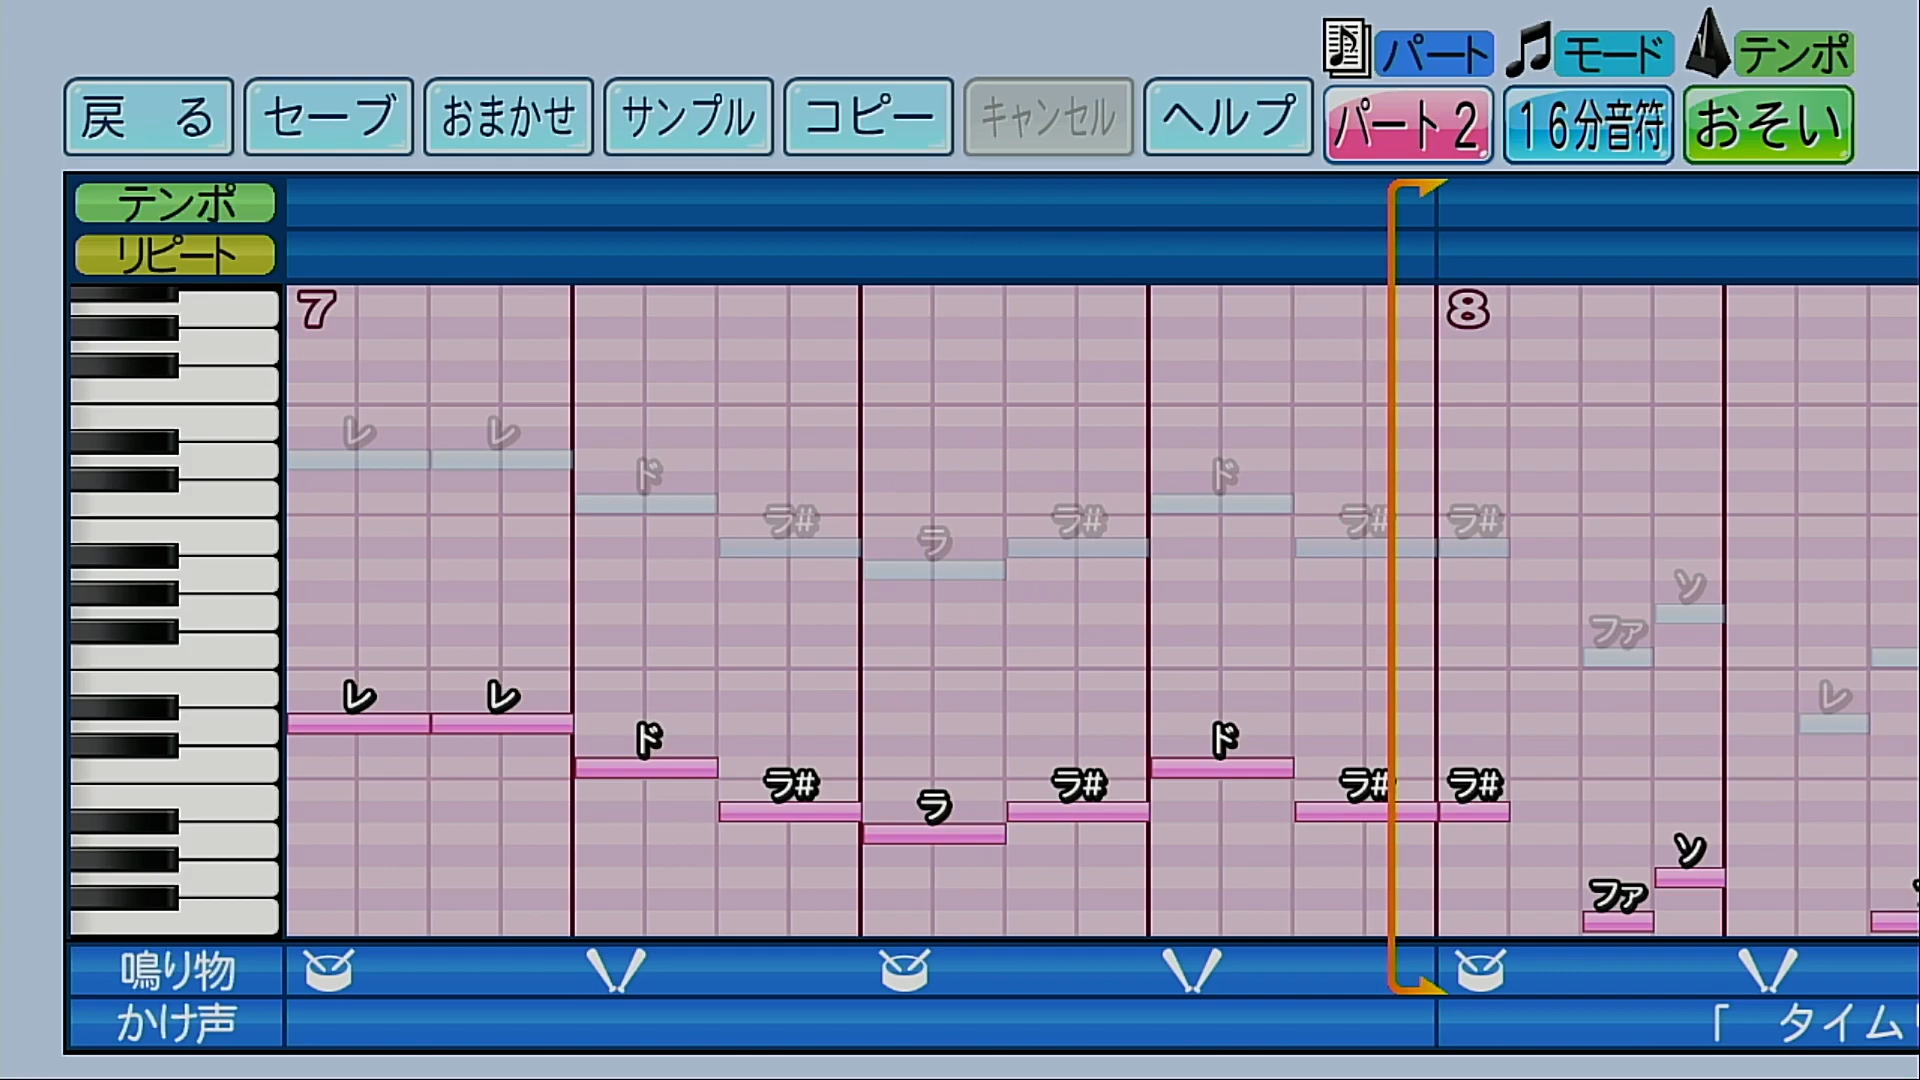 パート モード テンポ
戻 る セーブ おまかせ サンプル コピー キャンセル ヘルプ パート2 16分音符 おそい
テンポ
リピート
7 8
レ レ ド ラ# ラ ラ# ド ラ# ラ# ファ ソ レ
レ レ ド ラ# ラ ラ# ド ラ# ラ# ファ ソ
鳴り物
かけ声 「 タイム